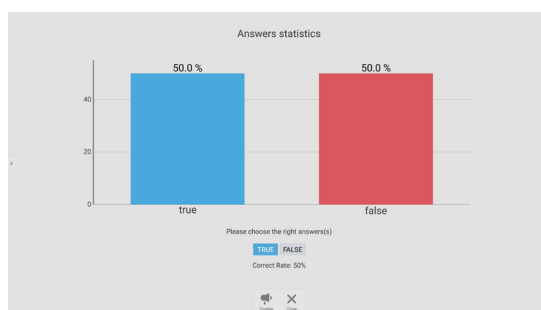 Answers statistics
50.0 %
50.0 %
40
20
0
true
false
Please choose the right answers(s)
TRUE FALSE
Correct Rate: 50%
Close